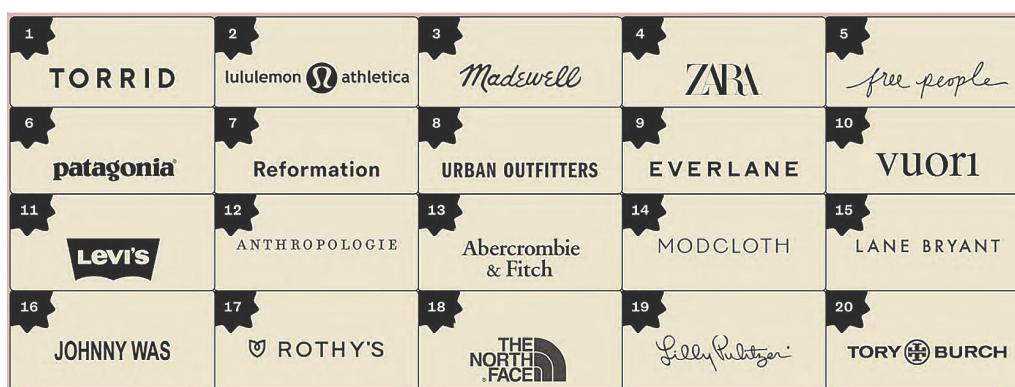 1
TORRID
2
lululemon athletica
3
Madewell
4
ZARA
5
free people
6
patagonia®
7
Reformation
8
URBAN OUTFITTERS
9
EVERLANE
10
vuori
11
LEVI'S
12
ANTHROPOLOGIE
13
Abercrombie
& Fitch
14
MODCLOTH
15
LANE BRYANT
16
JOHNNY WAS
17
ROTHY'S
18
THE
NORTH
FACE
19
Lilly Pulitzer
20
TORY BURCH